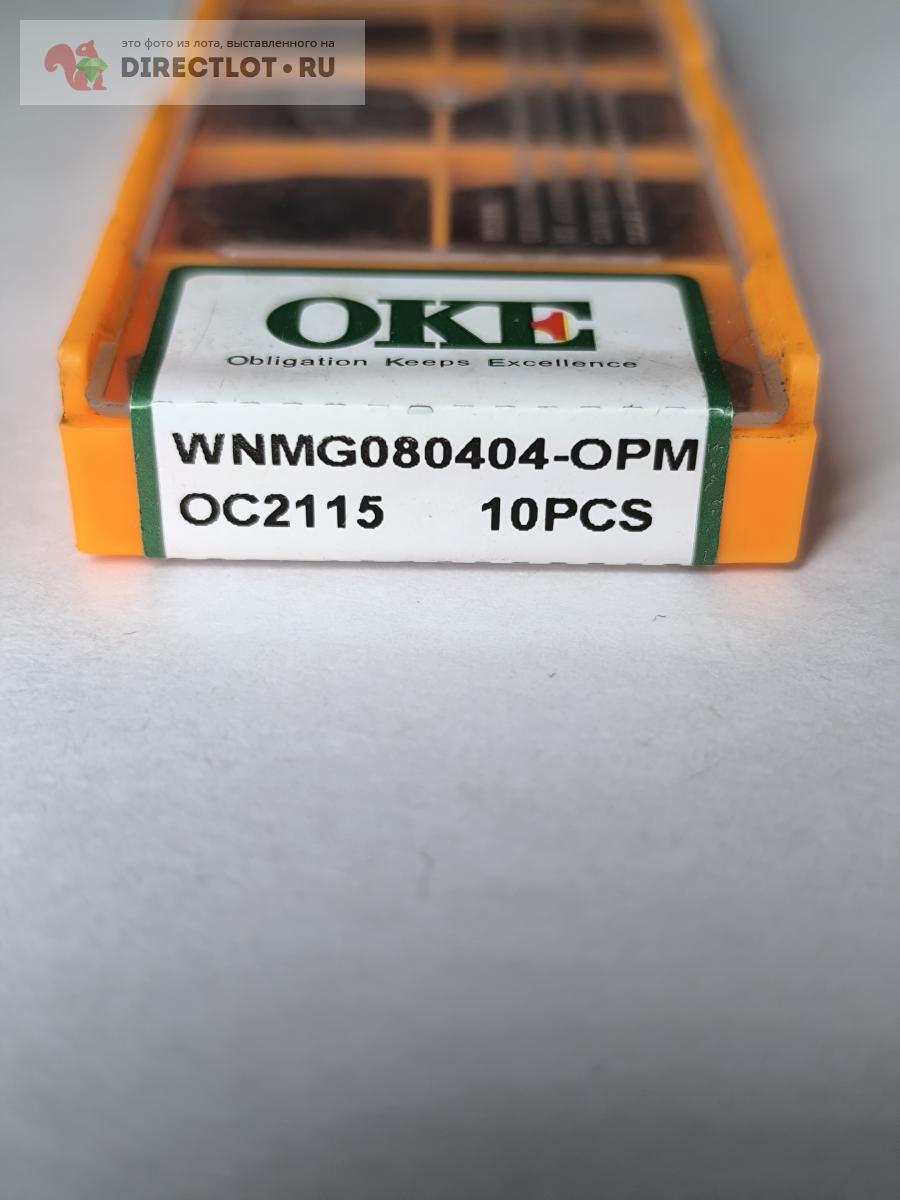 это фото из лота, выставленного на
DIRECTLOT•RU
OKE
Obligation Keeps Excellence
WNMG080404-OPM
OC2115 10PCS